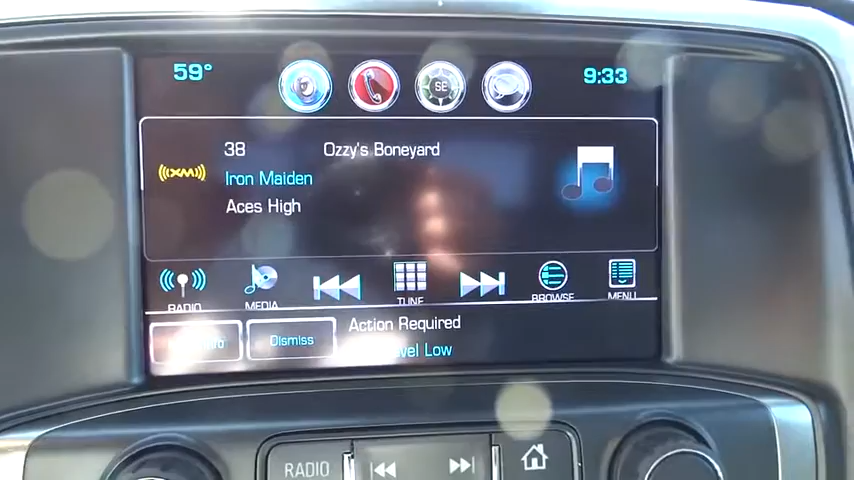 59° SE 9:33
38 Ozzy's Boneyard
XM Iron Maiden
Aces High
RADIO MEDIA TUNE BROWSE MENU
Action Required
Dismiss
Low
RADIO